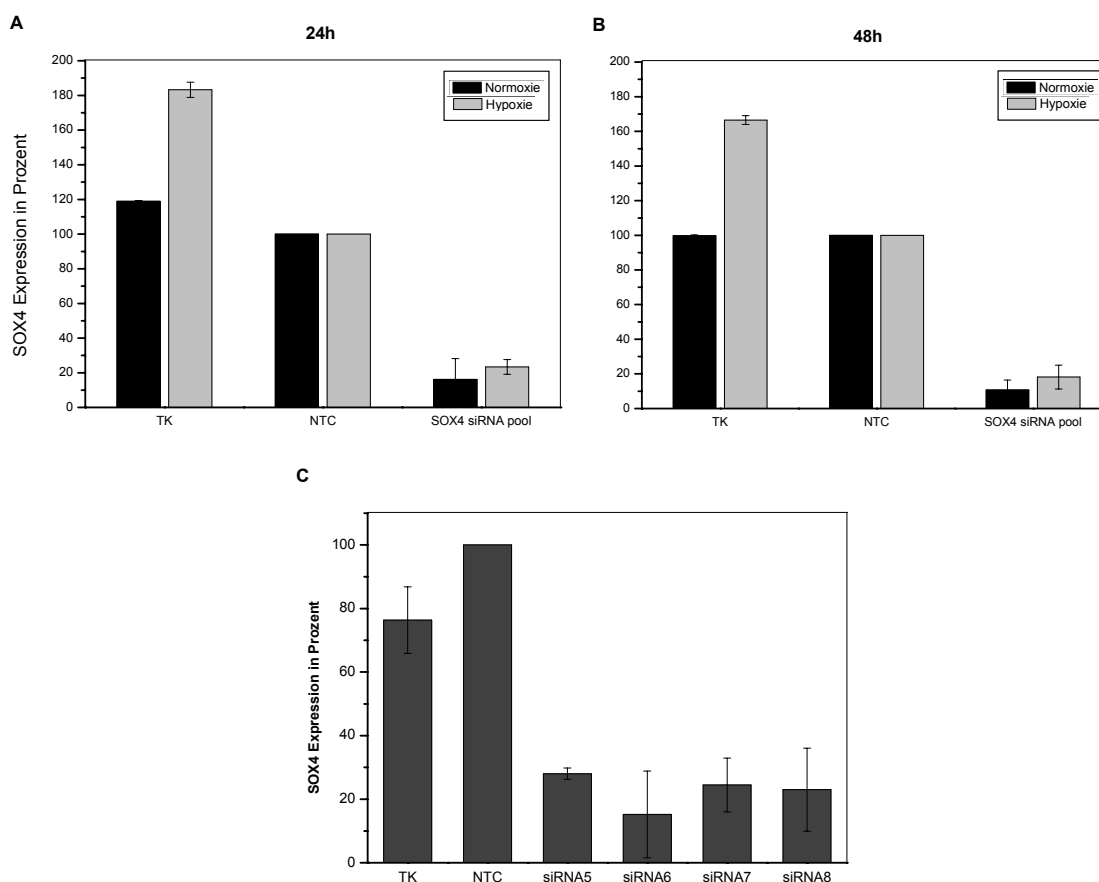 A
24h
SOX4 Expression in Prozent
200
180
160
140
120
100
80
60
40
20
0
Normoxie
Hypoxie
TK NTC SOX4 siRNA pool
B
48h
200
180
160
140
120
100
80
60
40
20
0
Normoxie
Hypoxie
TK NTC SOX4 siRNA pool
C
SOX4 Expression in Prozent
100
80
60
40
20
0
TK NTC siRNA5 siRNA6 siRNA7 siRNA8